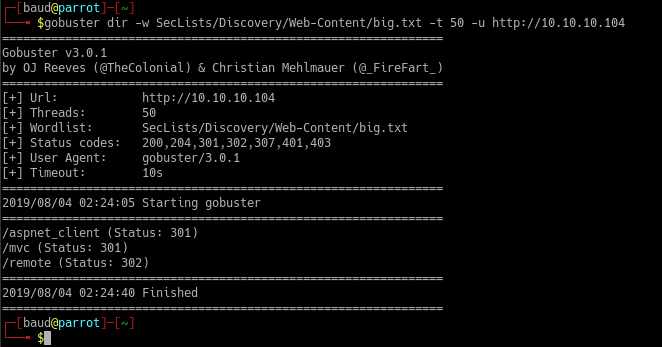 ┌─[baud@parrot]─[~]
└──╼ $gobuster dir -w SecLists/Discovery/Web-Content/big.txt -t 50 -u http://10.10.10.104
===============================================================
Gobuster v3.0.1
by OJ Reeves (@TheColonial) & Christian Mehlmauer (@_FireFart_)
===============================================================
[+] Url:            http://10.10.10.104
[+] Threads:        50
[+] Wordlist:       SecLists/Discovery/Web-Content/big.txt
[+] Status codes:   200,204,301,302,307,401,403
[+] User Agent:     gobuster/3.0.1
[+] Timeout:        10s
===============================================================
2019/08/04 02:24:05 Starting gobuster
===============================================================
/aspnet_client (Status: 301)
/mvc (Status: 301)
/remote (Status: 302)
===============================================================
2019/08/04 02:24:40 Finished
===============================================================
┌─[baud@parrot]─[~]
└──╼ $